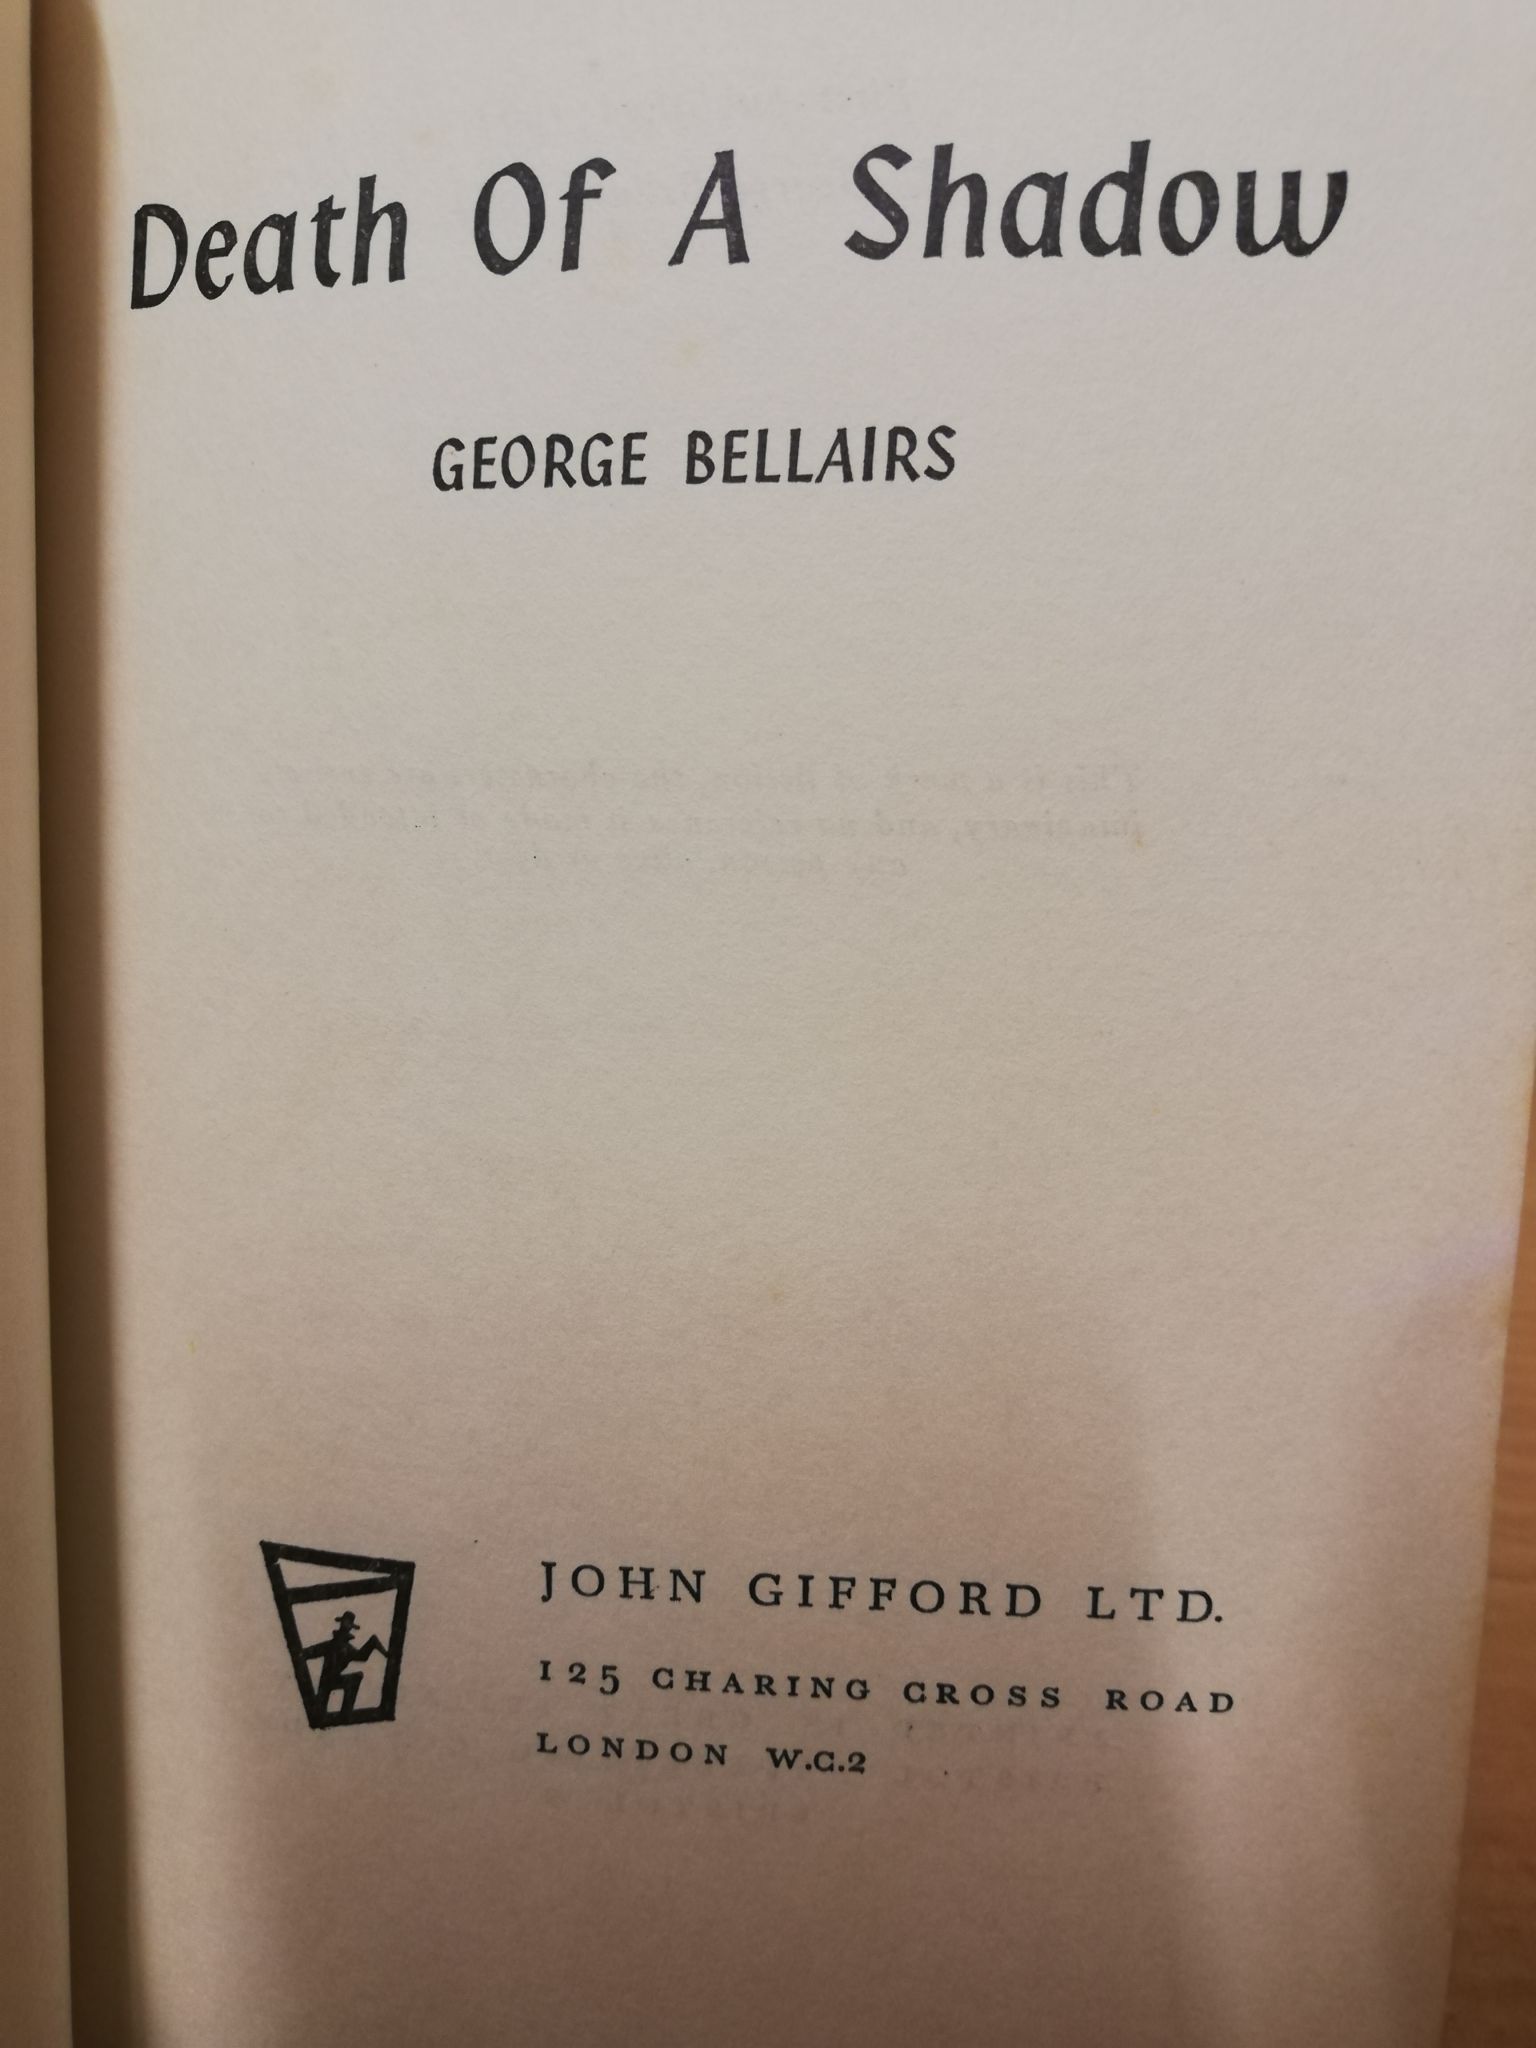 Death Of A Shadow
GEORGE BELLAIRS
JOHN GIFFORD LTD.
125 CHARING CROSS ROAD
LONDON W.C.2